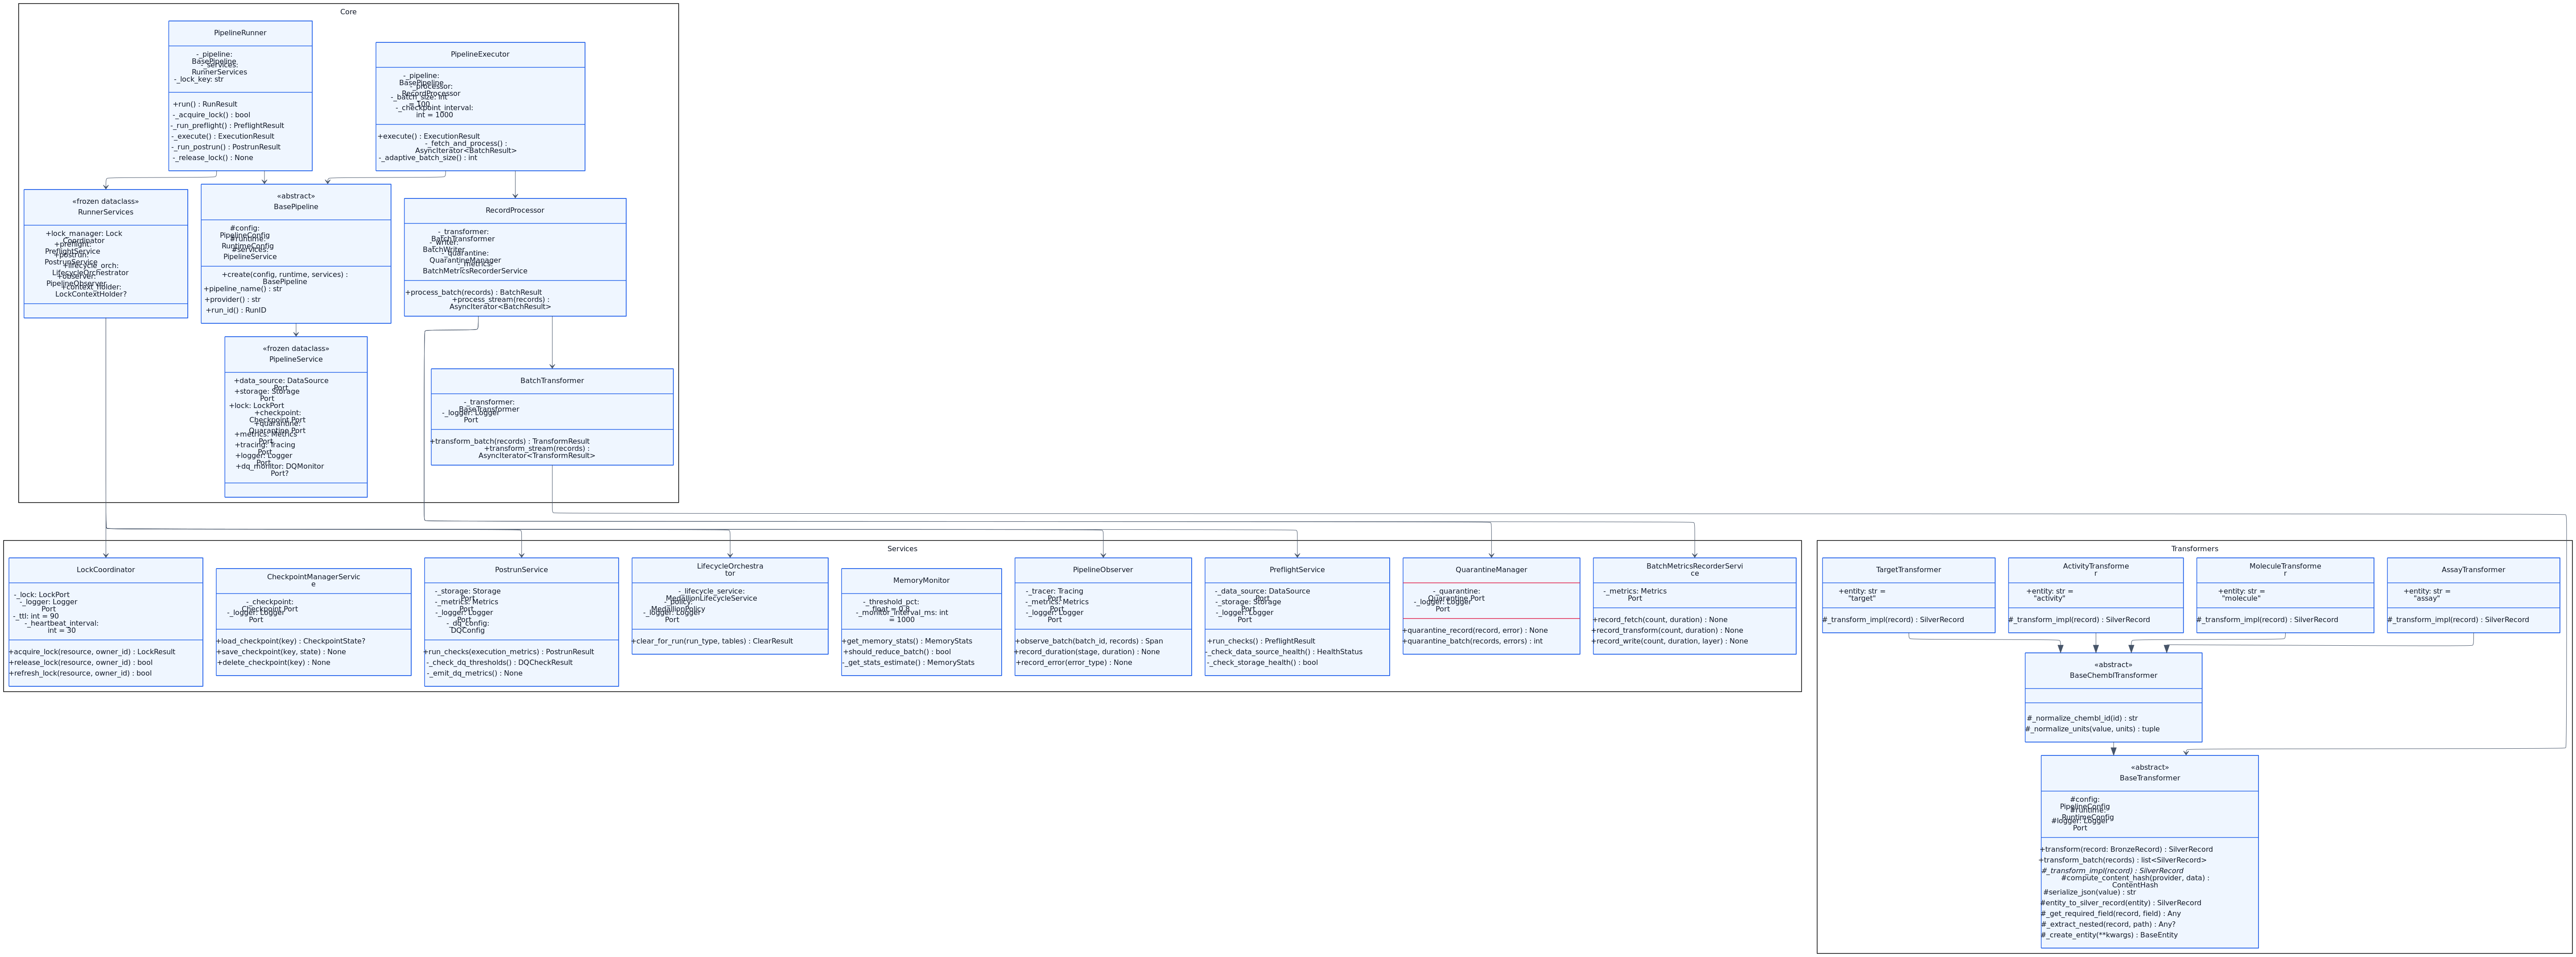 Core
PipelineRunner
-_pipeline:
BasePipeline
-_services:
RunnerServices
-_lock_key: str
+run() : RunResult
-_acquire_lock() : bool
-_run_preflight() : PreflightResult
-_execute() : ExecutionResult
-_run_postrun() : PostrunResult
-_release_lock() : None
PipelineExecutor
-_pipeline:
BasePipeline
-_processor:
RecordProcessor
-_batch_size: int
= 100
-_checkpoint_interval:
int = 1000
+execute() : ExecutionResult
-_fetch_and_process() :
AsyncIterator<BatchResult>
-_adaptive_batch_size() : int
«frozen dataclass»
RunnerServices
+lock_manager: Lock
Coordinator
+preflight:
PreflightService
+postrun:
PostrunService
+lifecycle_orch:
LifecycleOrchestrator
+observer:
PipelineObserver
+context_holder:
LockContextHolder?
«abstract»
BasePipeline
#config:
PipelineConfig
#runtime:
RuntimeConfig
#services:
PipelineService
+create(config, runtime, services) :
BasePipeline
+pipeline_name() : str
+provider() : str
+run_id() : RunID
RecordProcessor
-_transformer:
BatchTransformer
-_writer:
BatchWriter
-_quarantine:
QuarantineManager
-_metrics:
BatchMetricsRecorderService
+process_batch(records) : BatchResult
+process_stream(records) :
AsyncIterator<BatchResult>
«frozen dataclass»
PipelineService
+data_source: DataSource
Port
+storage: Storage
Port
+lock: LockPort
+checkpoint:
Checkpoint Port
+quarantine:
Quarantine Port
+metrics: Metrics
Port
+tracing: Tracing
Port
+logger: Logger
Port
+dq_monitor: DQMonitor
Port?
BatchTransformer
-_transformer:
BaseTransformer
-_logger: Logger
Port
+transform_batch(records) : TransformResult
+transform_stream(records) :
AsyncIterator<TransformResult>
Services
LockCoordinator
-_lock: LockPort
-_logger: Logger
Port
-_ttl: int = 90
-_heartbeat_interval:
int = 30
+acquire_lock(resource, owner_id) : LockResult
+release_lock(resource, owner_id) : bool
+refresh_lock(resource, owner_id) : bool
CheckpointManagerServic
e
-_checkpoint:
Checkpoint Port
-_logger: Logger
Port
+load_checkpoint(key) : CheckpointState?
+save_checkpoint(key, state) : None
+delete_checkpoint(key) : None
PostrunService
-_storage: Storage
Port
-_metrics: Metrics
Port
-_logger: Logger
Port
-_dq_config:
DQConfig
+run_checks(execution_metrics) : PostrunResult
-_check_dq_thresholds() : DQCheckResult
-_emit_dq_metrics() : None
LifecycleOrchestra
tor
-_lifecycle_service:
MedallionLifecycleService
-_policy:
MedallionPolicy
-_logger: Logger
Port
+clear_for_run(run_type, tables) : ClearResult
MemoryMonitor
-_threshold_pct:
float = 0.8
-_monitor_interval_ms: int
= 1000
+get_memory_stats() : MemoryStats
+should_reduce_batch() : bool
-_get_stats_estimate() : MemoryStats
PipelineObserver
-_tracer: Tracing
Port
-_metrics: Metrics
Port
-_logger: Logger
Port
+observe_batch(batch_id, records) : Span
+record_duration(stage, duration) : None
+record_error(error_type) : None
PreflightService
-_data_source: DataSource
Port
-_storage: Storage
Port
-_logger: Logger
Port
+run_checks() : PreflightResult
-_check_data_source_health() : HealthStatus
-_check_storage_health() : bool
QuarantineManager
-_quarantine:
Quarantine Port
-_logger: Logger
Port
+quarantine_record(record, error) : None
+quarantine_batch(records, errors) : int
BatchMetricsRecorderServi
ce
-_metrics: Metrics
Port
+record_fetch(count, duration) : None
+record_transform(count, duration) : None
+record_write(count, duration, layer) : None
Transformers
TargetTransformer
+entity: str =
"target"
#_transform_impl(record) : SilverRecord
ActivityTransforme
r
+entity: str =
"activity"
#_transform_impl(record) : SilverRecord
MoleculeTransforme
r
+entity: str =
"molecule"
#_transform_impl(record) : SilverRecord
AssayTransformer
+entity: str =
"assay"
#_transform_impl(record) : SilverRecord
«abstract»
BaseChemblTransformer
#_normalize_chembl_id(id) : str
#_normalize_units(value, units) : tuple
«abstract»
BaseTransformer
#config:
PipelineConfig
#runtime:
RuntimeConfig
#logger: Logger
Port
+transform(record: BronzeRecord) : SilverRecord
+transform_batch(records) : list<SilverRecord>
#_transform_impl(record) : SilverRecord
#compute_content_hash(provider, data) :
ContentHash
#serialize_json(value) : str
#entity_to_silver_record(entity) : SilverRecord
#_get_required_field(record, field) : Any
#_extract_nested(record, path) : Any?
#_create_entity(**kwargs) : BaseEntity